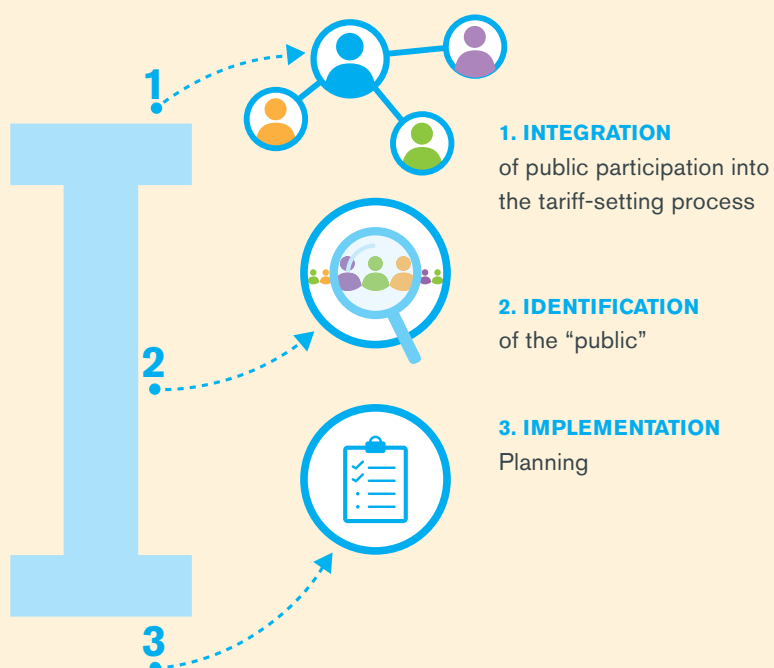 1
1. INTEGRATION
of public participation into
the tariff-setting process
2
2. IDENTIFICATION
of the “public”
3. IMPLEMENTATION
Planning
3